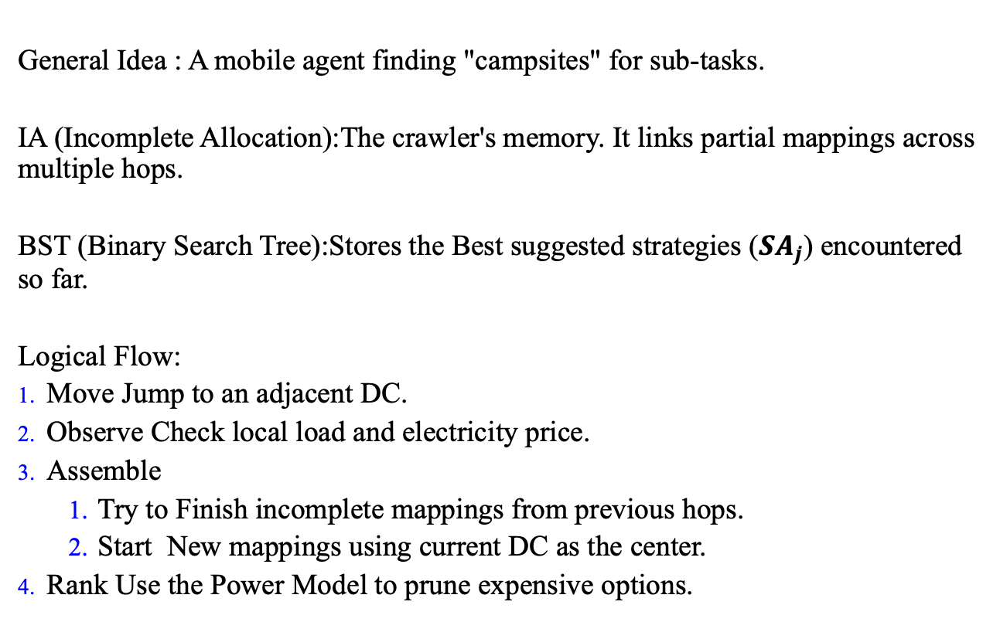 General Idea : A mobile agent finding "campsites" for sub-tasks.
IA (Incomplete Allocation):The crawler's memory. It links partial mappings across
multiple hops.
BST (Binary Search Tree):Stores the Best suggested strategies (SAⱼ) encountered
so far.
Logical Flow:
1. Move Jump to an adjacent DC.
2. Observe Check local load and electricity price.
3. Assemble
1. Try to Finish incomplete mappings from previous hops.
2. Start  New mappings using current DC as the center.
4. Rank Use the Power Model to prune expensive options.